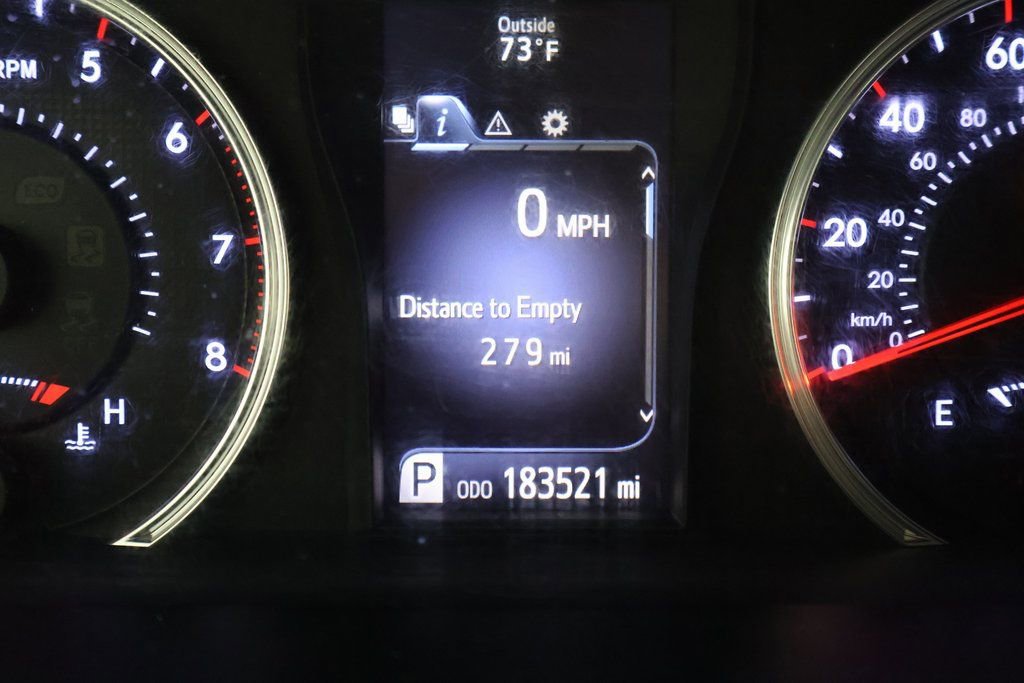 Outside
73°F
RPM
5
6
7
8
ECO
H
i
0 MPH
Distance to Empty
279 mi
P ODO 183521 mi
60
40
20
0
80
60
40
20
0
km/h
E